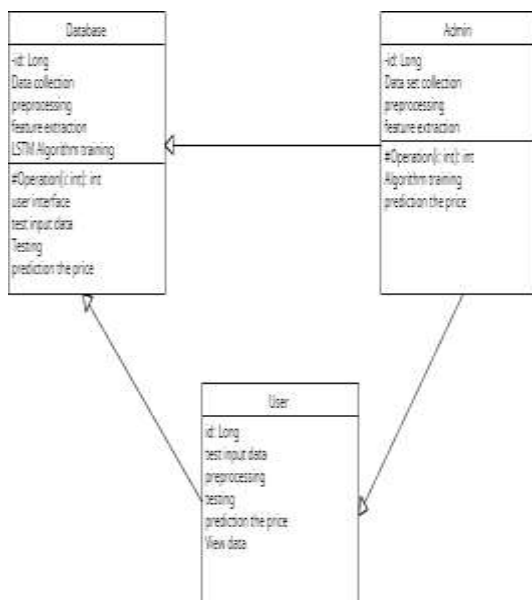 Database
-id: Long
Data collection
preprocessing
feature extraction
LSTM Algorithm training
#Operation(i: int): int
user interface
test input data
Testing
prediction the price
Admin
-id: Long
Data set collection
preprocessing
feature extraction
#Operation(i: int): int
Algorithm training
prediction the price
User
id: Long
test input data
preprocessing
testing
prediction the price
View data